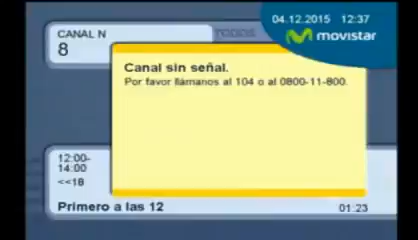 04.12.2015 12:37
movistar
CANAL N
TODOS
8
Canal sin señal.
Por favor llámanos al 104 o al 0800-11-800.
12:00-
14:00
<<18
Primero a las 12
01:23